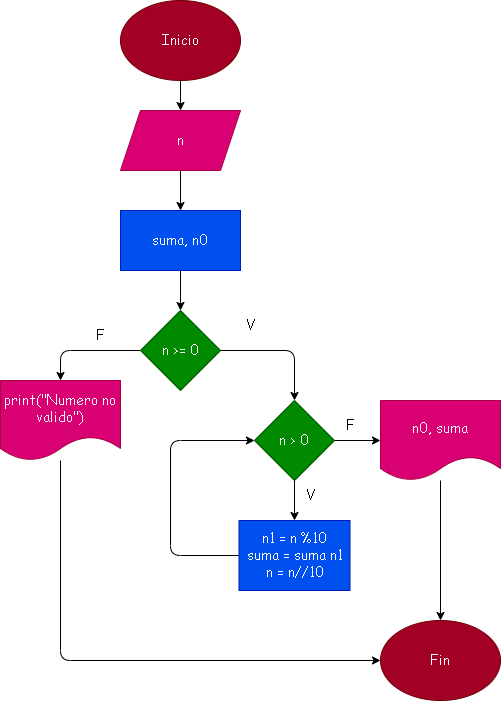 Inicio
n
suma, n0
n >= 0
F
V
print("Numero no
valido")
n > 0
F
n0, suma
V
n1 = n %10
suma = suma n1
n = n//10
Fin